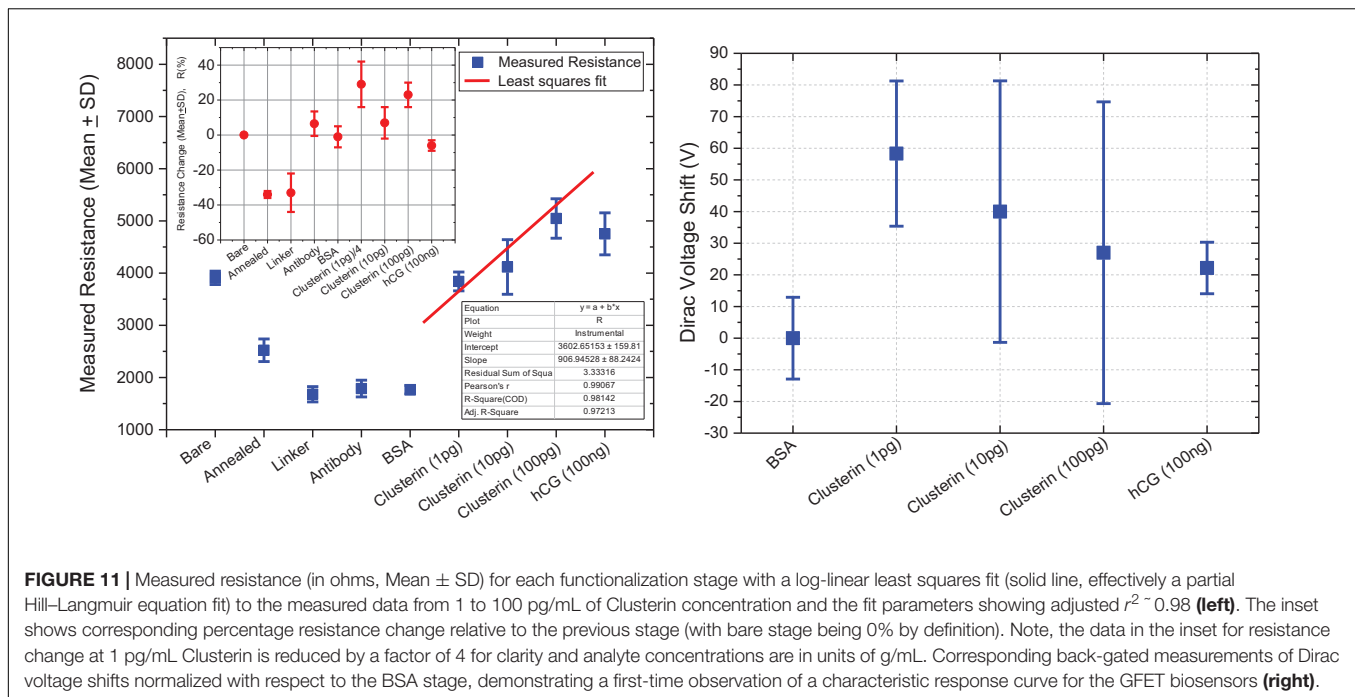 Measured Resistance (Mean ± SD)
8000
7000
6000
5000
4000
3000
2000
1000
Resistance Change (Mean±SD), R(%)
40
20
0
-20
-40
-60
Bare
Annealed
Linker
Antibody
BSA
Clusterin (1pg)/4
Clusterin (10pg)
Clusterin (100pg)
hCG (100ng)
Measured Resistance
Least squares fit
Equation y = a + b*x
Plot R
Weight Instrumental
Intercept 3602.65153 ± 159.81
Slope 906.94528 ± 88.2424
Residual Sum of Squa 3.33316
Pearson's r 0.99067
R-Square(COD) 0.98142
Adj. R-Square 0.97213
Bare
Annealed
Linker
Antibody
BSA
Clusterin (1pg)
Clusterin (10pg)
Clusterin (100pg)
hCG (100ng)
Dirac Voltage Shift (V)
90
80
70
60
50
40
30
20
10
0
-10
-20
-30
BSA
Clusterin (1pg)
Clusterin (10pg)
Clusterin (100pg)
hCG (100ng)
FIGURE 11 | Measured resistance (in ohms, Mean ± SD) for each functionalization stage with a log-linear least squares fit (solid line, effectively a partial
Hill–Langmuir equation fit) to the measured data from 1 to 100 pg/mL of Clusterin concentration and the fit parameters showing adjusted r² ~ 0.98 (left). The inset
shows corresponding percentage resistance change relative to the previous stage (with bare stage being 0% by definition). Note, the data in the inset for resistance
change at 1 pg/mL Clusterin is reduced by a factor of 4 for clarity and analyte concentrations are in units of g/mL. Corresponding back-gated measurements of Dirac
voltage shifts normalized with respect to the BSA stage, demonstrating a first-time observation of a characteristic response curve for the GFET biosensors (right).